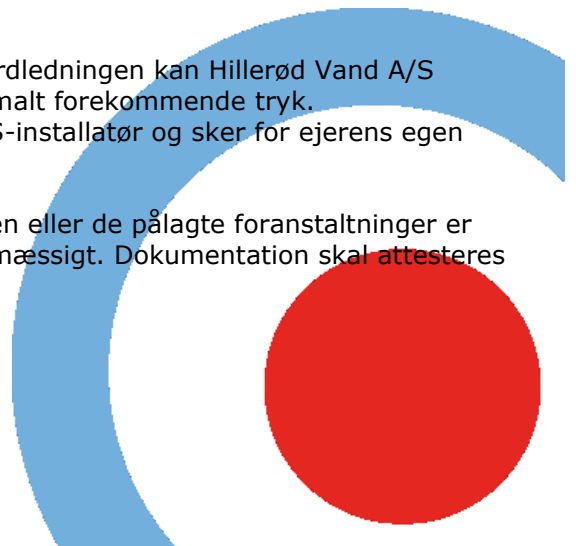 rdledningen kan Hillerød Vand A/S
malt forekommende tryk.
S-installatør og sker for ejerens egen
en eller de pålagte foranstaltninger er
mæssigt. Dokumentation skal attesteres